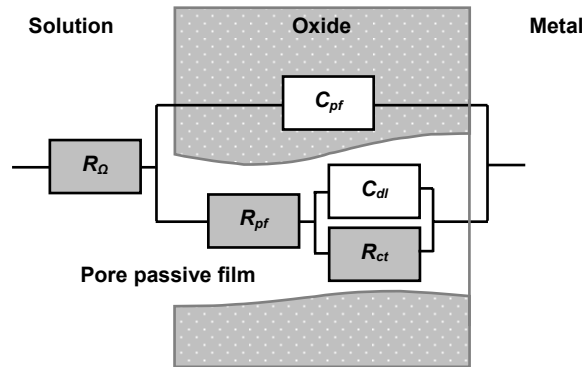 Solution Oxide Metal
C_pf
R_Ω
C_dl
R_pf
R_ct
Pore passive film